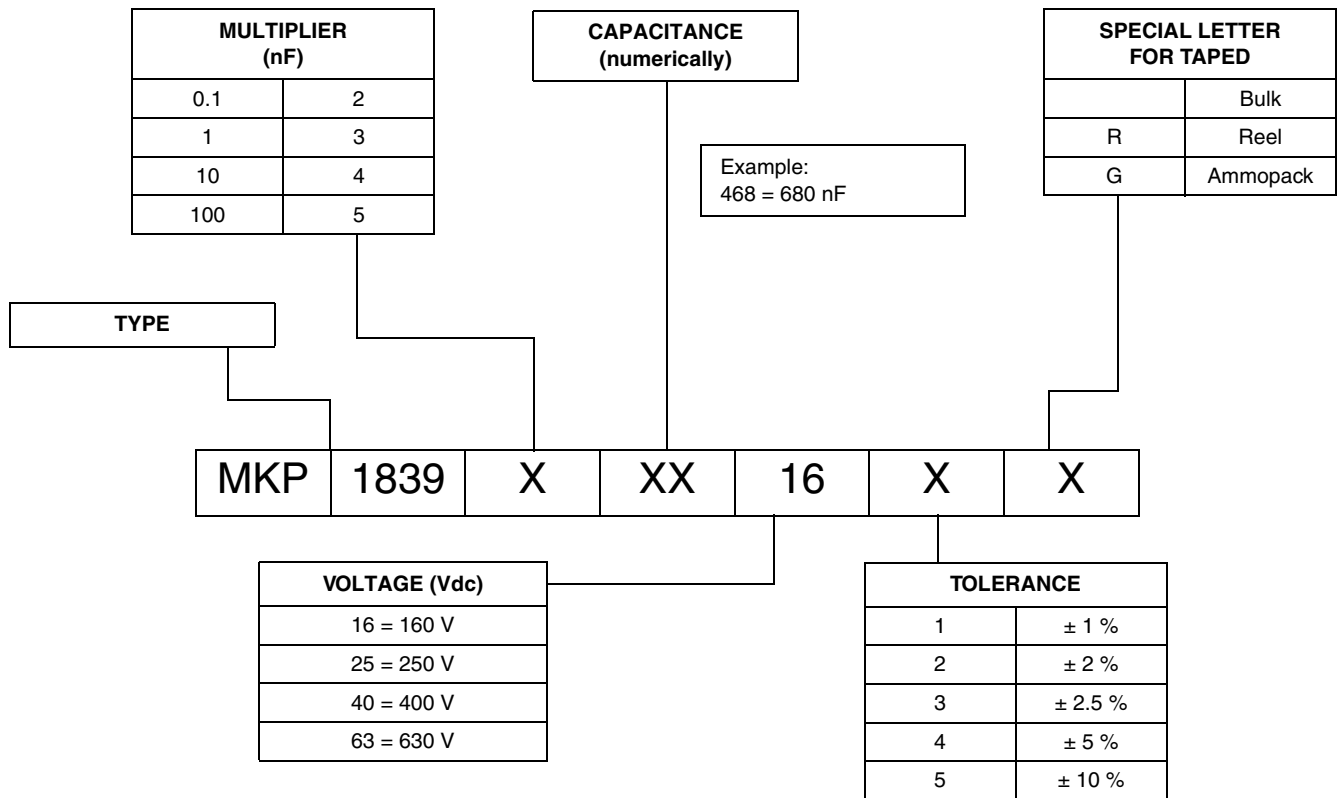 MULTIPLIER
(nF)
0.1 2
1 3
10 4
100 5
CAPACITANCE
(numerically)
Example:
468 = 680 nF
SPECIAL LETTER
FOR TAPED
Bulk
R Reel
G Ammopack
TYPE
MKP 1839 X XX 16 X X
VOLTAGE (Vdc)
16 = 160 V
25 = 250 V
40 = 400 V
63 = 630 V
TOLERANCE
1 ± 1 %
2 ± 2 %
3 ± 2.5 %
4 ± 5 %
5 ± 10 %